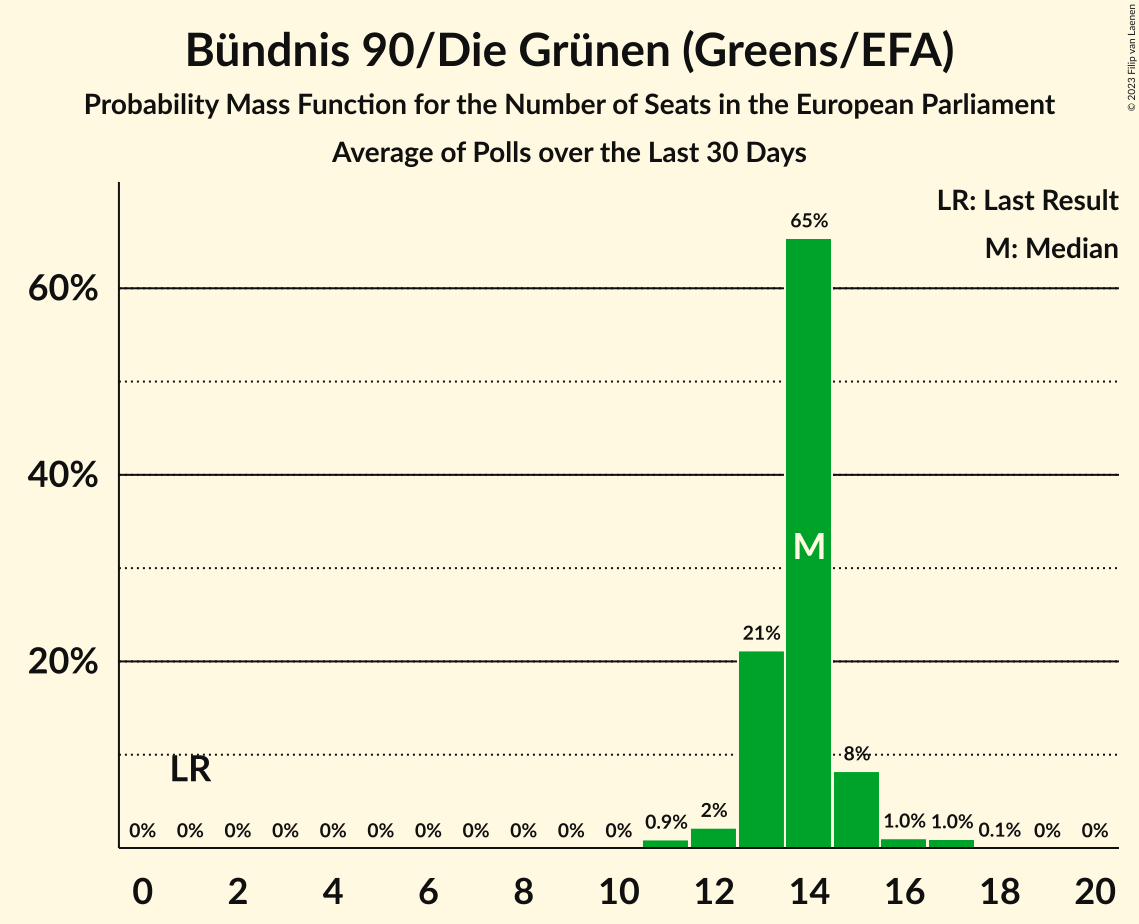 Bündnis 90/Die Grünen (Greens/EFA)
Probability Mass Function for the Number of Seats in the European Parliament
Average of Polls over the Last 30 Days
© 2023 Filip van Laenen
LR: Last Result
M: Median
65%
60%
40%
M
21%
20%
8%
LR
0% 0% 0% 0% 0% 0% 0% 0% 0% 0% 0% 0.9% 2% 1.0% 1.0% 0.1% 0% 0%
0 2 4 6 8 10 12 14 16 18 20